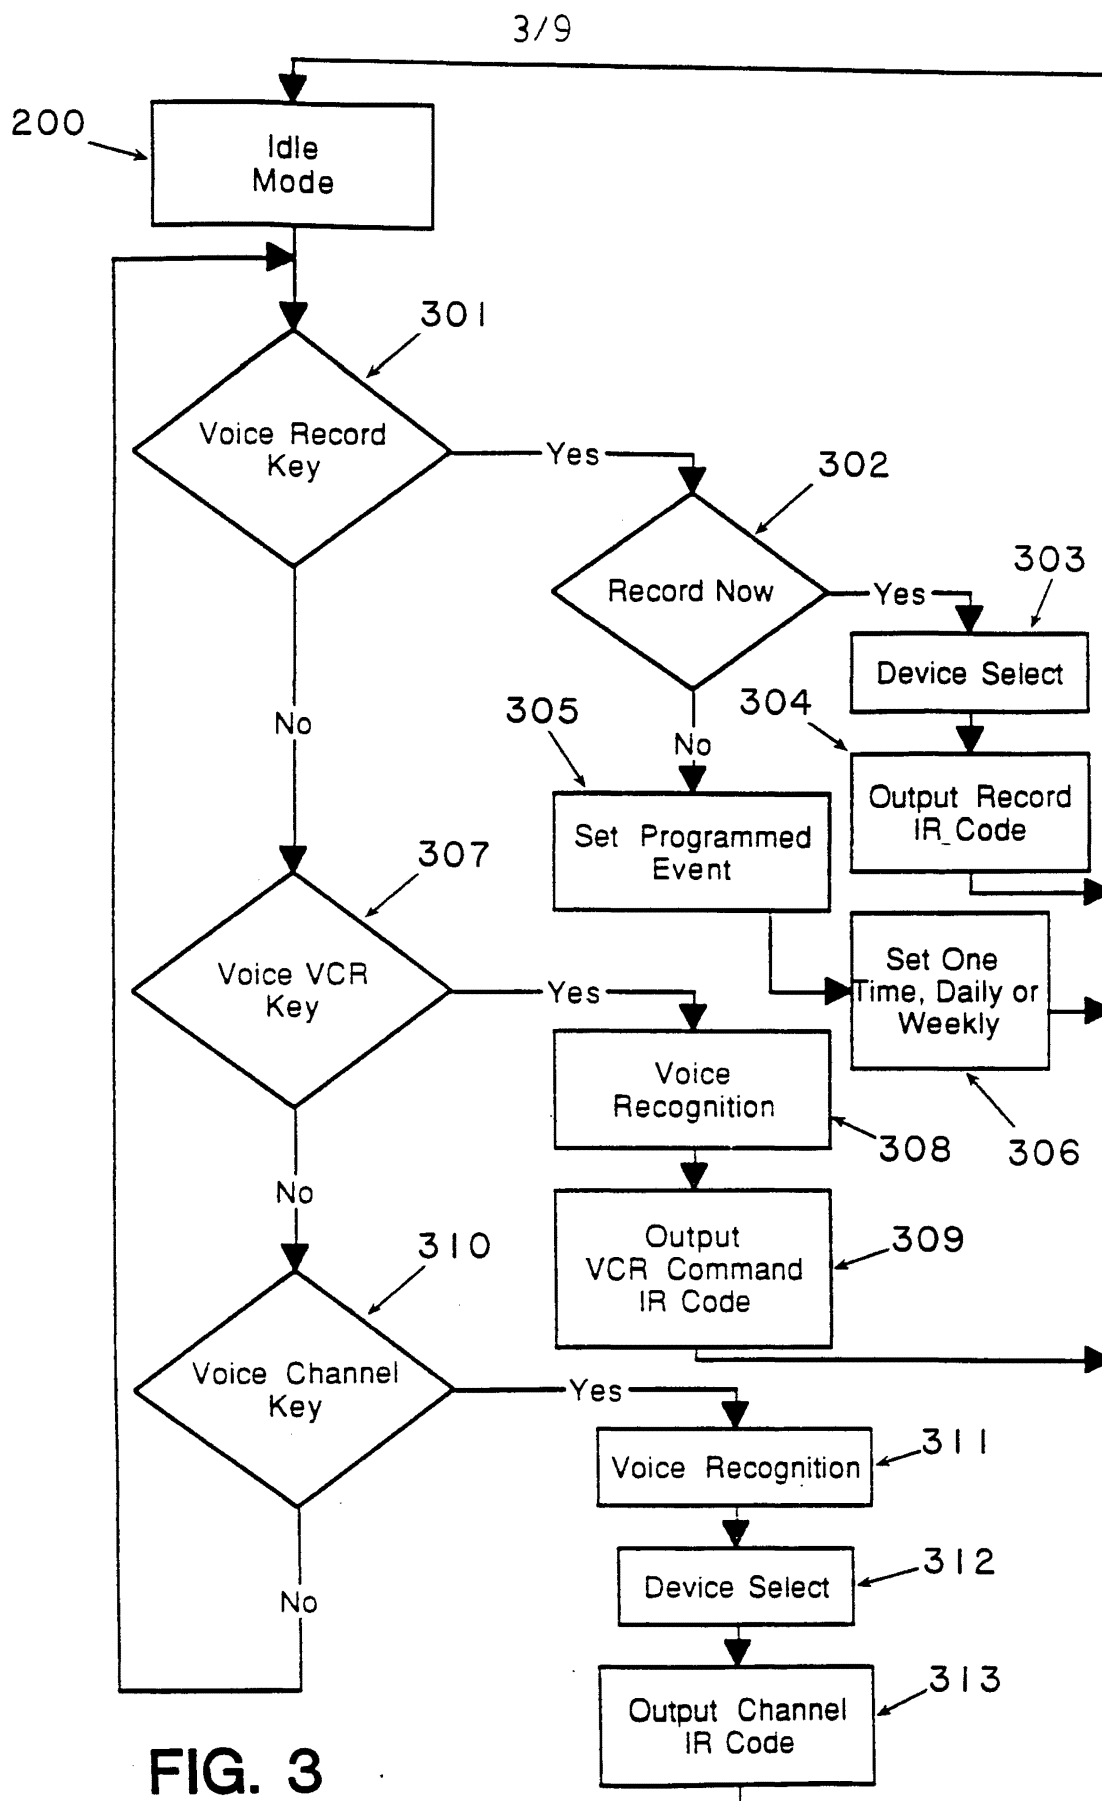 3/9
200
Idle
Mode
301
Voice Record
Key
Yes
302
Record Now
Yes
303
Device Select
304
Output Record
IR Code
No
305
No
Set Programmed
Event
Set One
Time, Daily or
Weekly
306
307
Voice VCR
Key
Yes
Voice
Recognition
308
No
Output
VCR Command
IR Code
309
310
Voice Channel
Key
Yes
Voice Recognition
311
Device Select
312
No
Output Channel
IR Code
313
FIG. 3